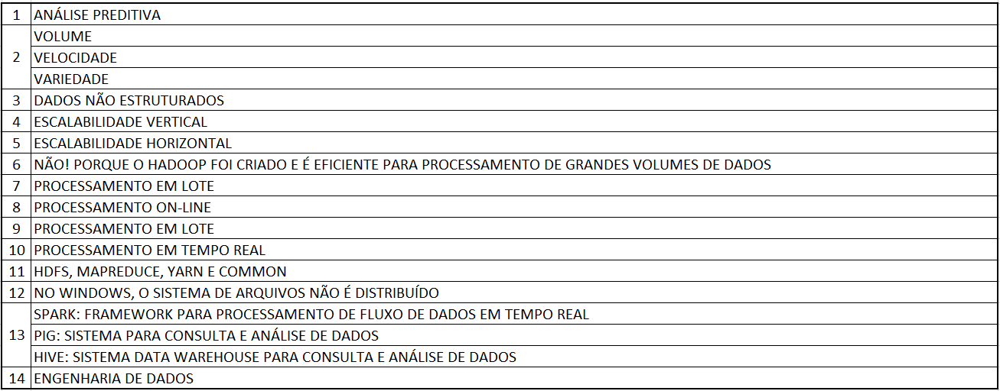 1 ANÁLISE PREDITIVA
VOLUME
2 VELOCIDADE
VARIEDADE
3 DADOS NÃO ESTRUTURADOS
4 ESCALABILIDADE VERTICAL
5 ESCALABILIDADE HORIZONTAL
6 NÃO! PORQUE O HADOOP FOI CRIADO E É EFICIENTE PARA PROCESSAMENTO DE GRANDES VOLUMES DE DADOS
7 PROCESSAMENTO EM LOTE
8 PROCESSAMENTO ON-LINE
9 PROCESSAMENTO EM LOTE
10 PROCESSAMENTO EM TEMPO REAL
11 HDFS, MAPREDUCE, YARN E COMMON
12 NO WINDOWS, O SISTEMA DE ARQUIVOS NÃO É DISTRIBUÍDO
SPARK: FRAMEWORK PARA PROCESSAMENTO DE FLUXO DE DADOS EM TEMPO REAL
13 PIG: SISTEMA PARA CONSULTA E ANÁLISE DE DADOS
HIVE: SISTEMA DATA WAREHOUSE PARA CONSULTA E ANÁLISE DE DADOS
14 ENGENHARIA DE DADOS